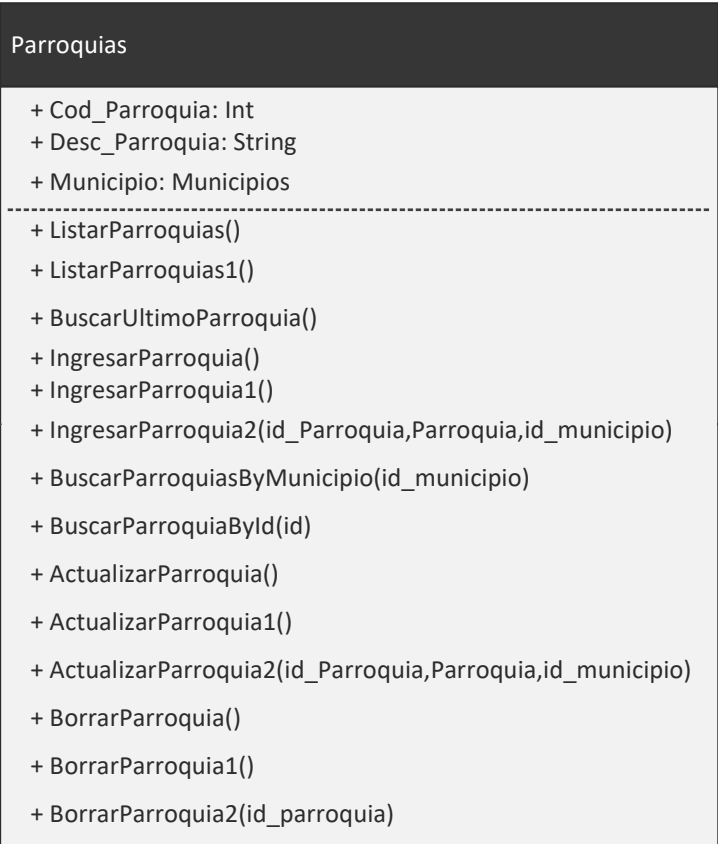 Parroquias
+ Cod_Parroquia: Int
+ Desc_Parroquia: String
+ Municipio: Municipios
+ ListarParroquias()
+ ListarParroquias1()
+ BuscarUltimoParroquia()
+ IngresarParroquia()
+ IngresarParroquia1()
+ IngresarParroquia2(id_Parroquia,Parroquia,id_municipio)
+ BuscarParroquiasByMunicipio(id_municipio)
+ BuscarParroquiaById(id)
+ ActualizarParroquia()
+ ActualizarParroquia1()
+ ActualizarParroquia2(id_Parroquia,Parroquia,id_municipio)
+ BorrarParroquia()
+ BorrarParroquia1()
+ BorrarParroquia2(id_parroquia)